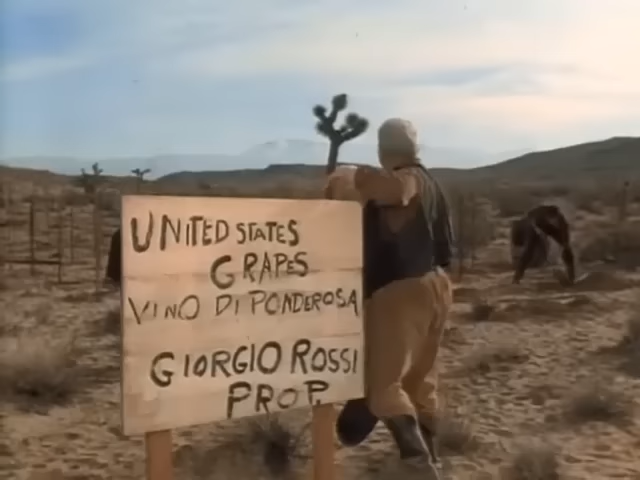 UNITED STATES
GRAPES
VINO DI PONDEROSA
GIORGIO ROSSI
PROP.